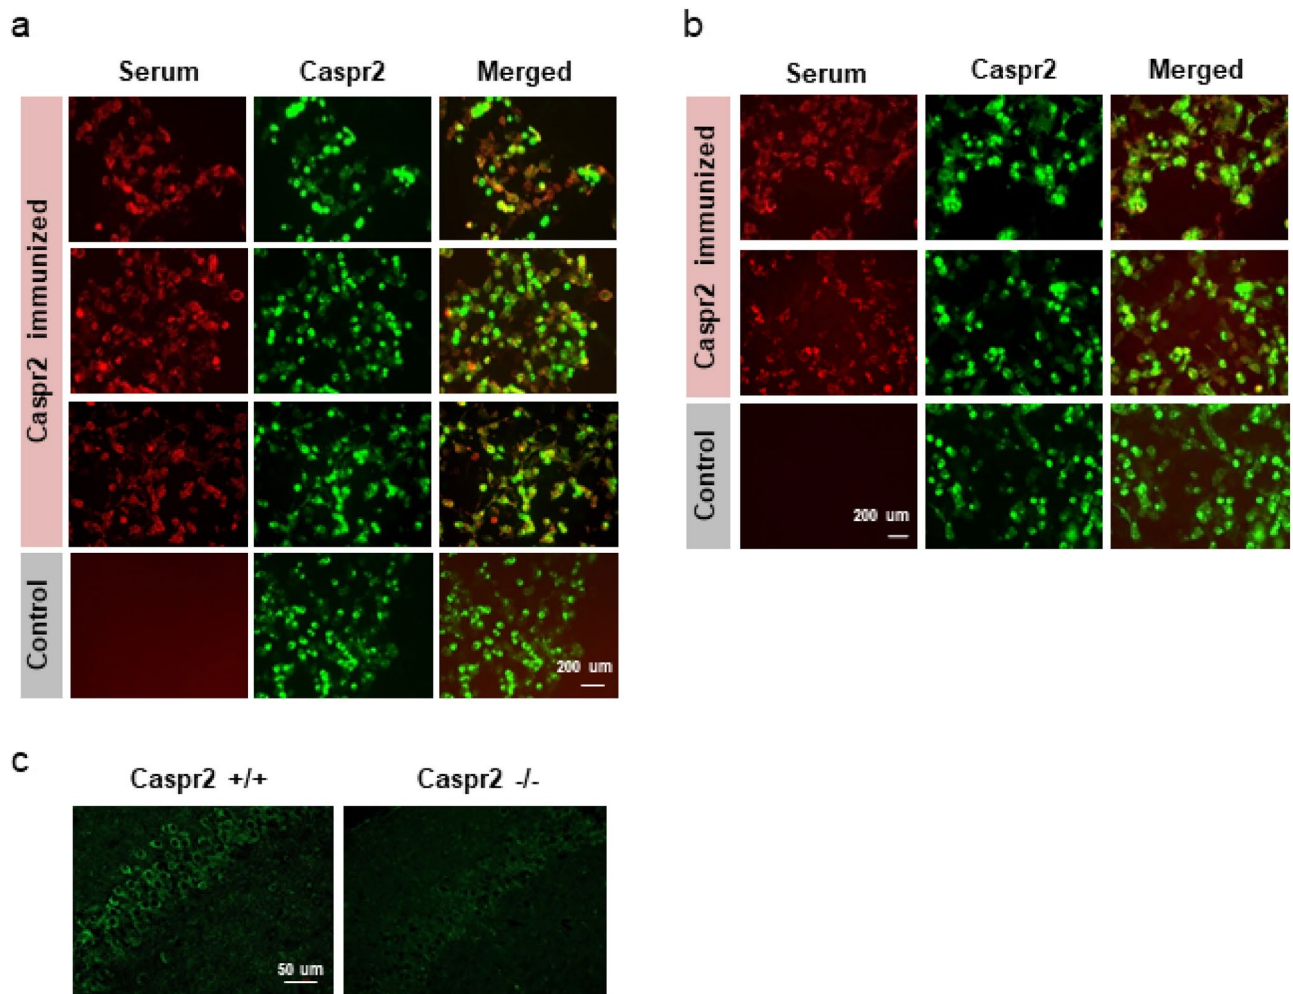 a
Serum Caspr2 Merged
Caspr2 immunized
Control
200 um
b
Serum Caspr2 Merged
Caspr2 immunized
Control
200 um
c
Caspr2 +/+ Caspr2 -/-
50 um